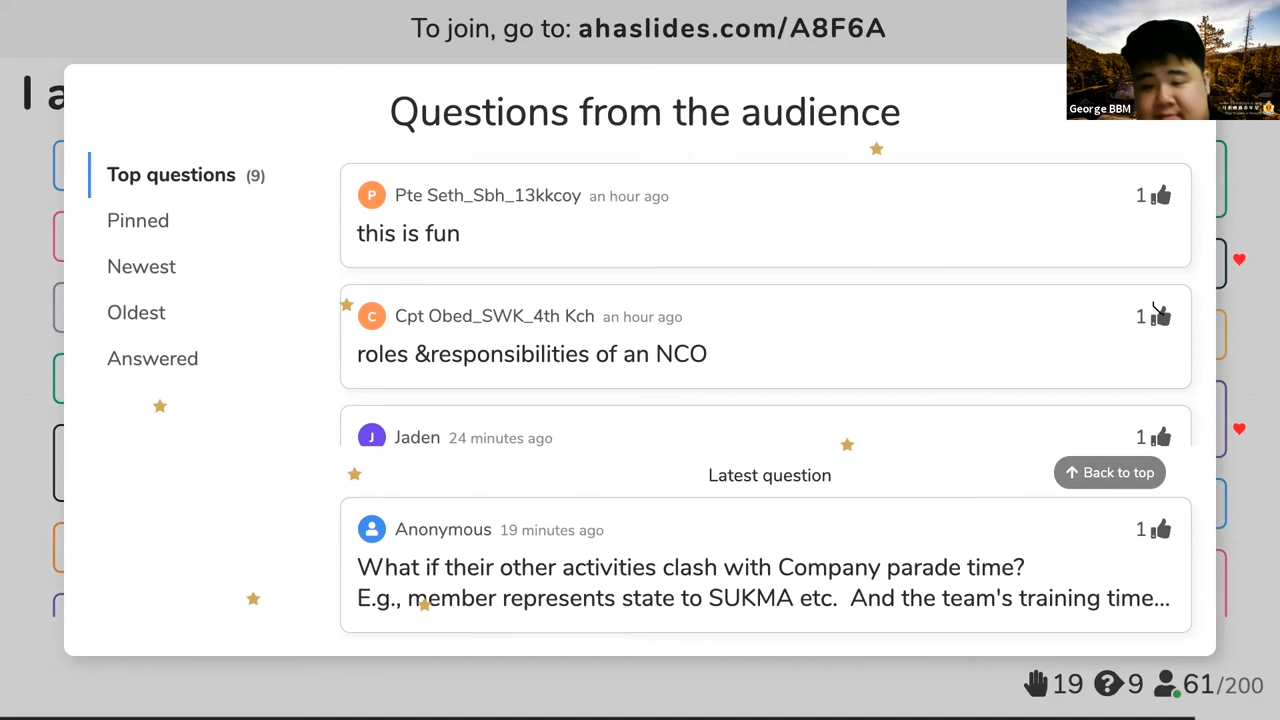 To join, go to: ahaslides.com/A8F6A
I a
George BBM
Questions from the audience
Top questions (9)
Pinned
Newest
Oldest
Answered
P Pte Seth_Sbh_13kkcoy an hour ago 1
this is fun
C Cpt Obed_SWK_4th Kch an hour ago 1
roles &responsibilities of an NCO
J Jaden 24 minutes ago 1
Latest question
Back to top
Anonymous 19 minutes ago 1
What if their other activities clash with Company parade time?
E.g., member represents state to SUKMA etc. And the team's training time...
19 ? 9 61/200